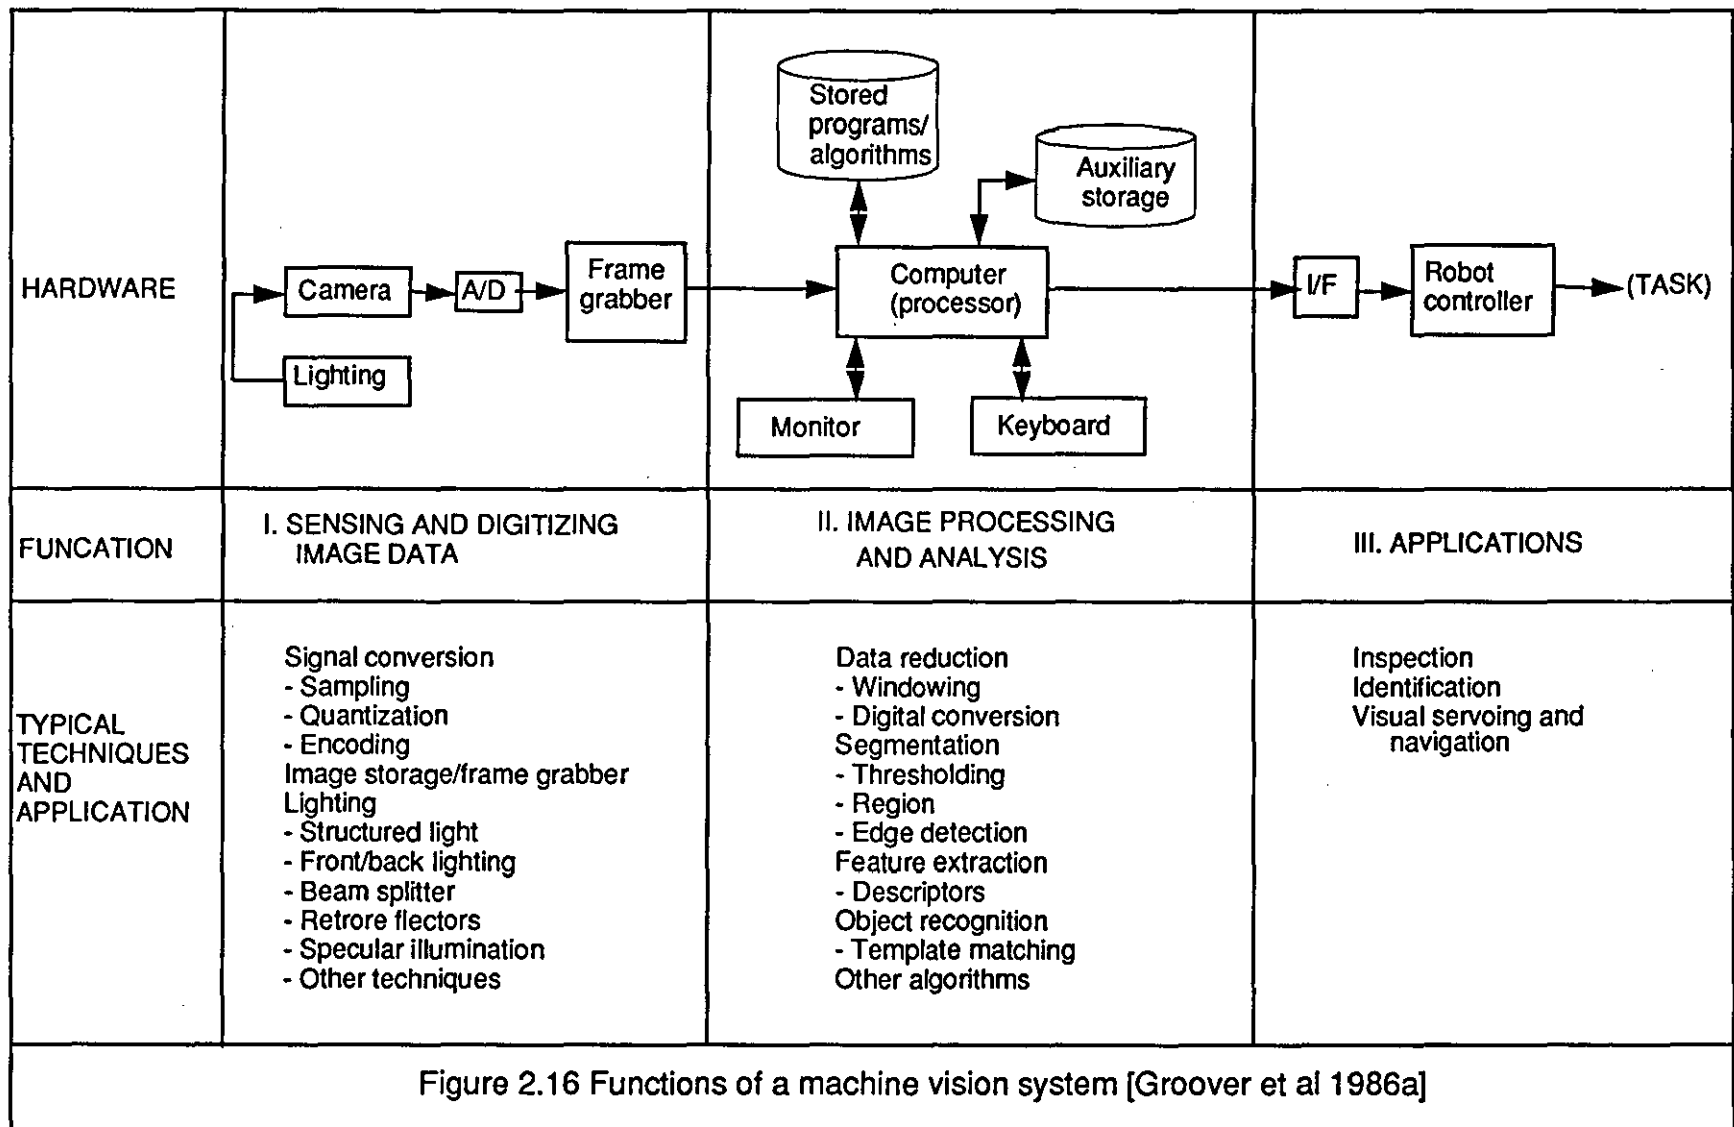 HARDWARE
Lighting
Camera
A/D
Frame
grabber
Stored
programs/
algorithms
Auxiliary
storage
Computer
(processor)
Monitor
Keyboard
I/F
Robot
controller
(TASK)
FUNCATION
I. SENSING AND DIGITIZING
IMAGE DATA
II. IMAGE PROCESSING
AND ANALYSIS
III. APPLICATIONS
TYPICAL
TECHNIQUES
AND
APPLICATION
Signal conversion
- Sampling
- Quantization
- Encoding
Image storage/frame grabber
Lighting
- Structured light
- Front/back lighting
- Beam splitter
- Retrore flectors
- Specular illumination
- Other techniques
Data reduction
- Windowing
- Digital conversion
Segmentation
- Thresholding
- Region
- Edge detection
Feature extraction
- Descriptors
Object recognition
- Template matching
Other algorithms
Inspection
Identification
Visual servoing and
navigation
Figure 2.16 Functions of a machine vision system [Groover et al 1986a]